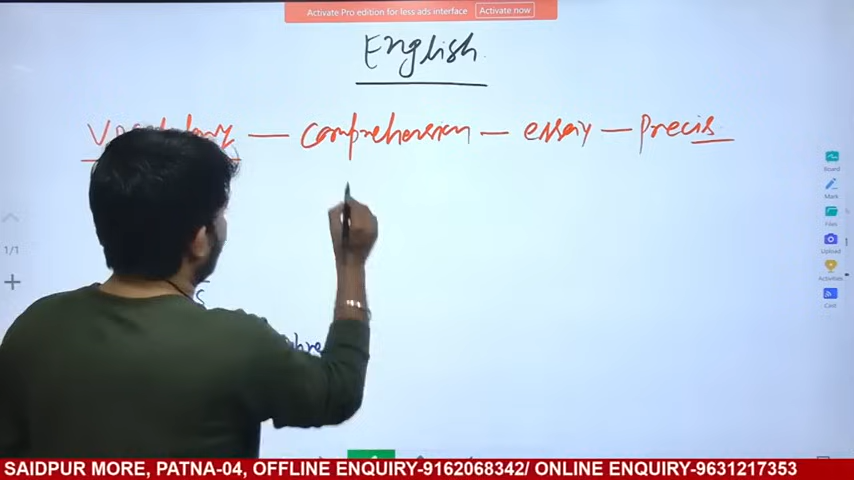 Activate Pro edition for less ads interface Activate now
English
Vocabulary — Comprehension — essay — Precis
1/1
Board
Mark
Files
Upload
Activities
Cast
SAIDPUR MORE, PATNA-04, OFFLINE ENQUIRY-9162068342/ ONLINE ENQUIRY-9631217353